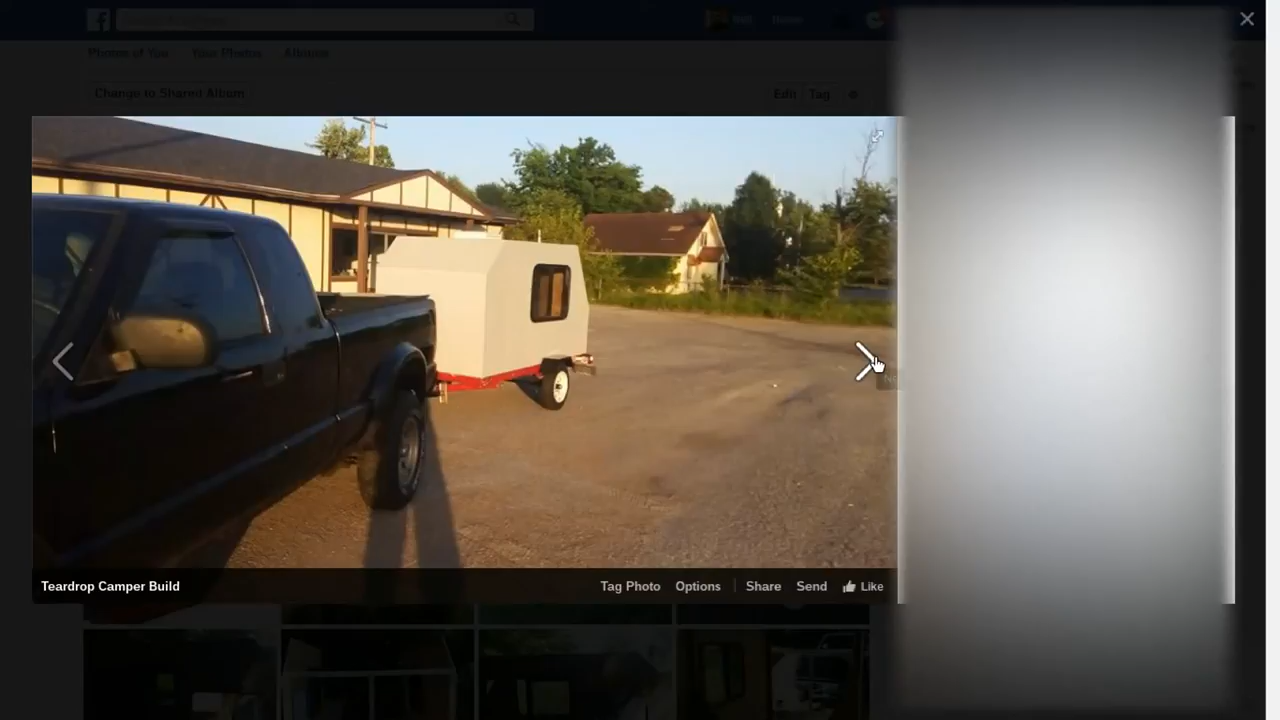 f
Home
Photos of You Your Photos Albums
Change to Shared Album
Edit Tag
Teardrop Camper Build
Tag Photo Options Share Send Like